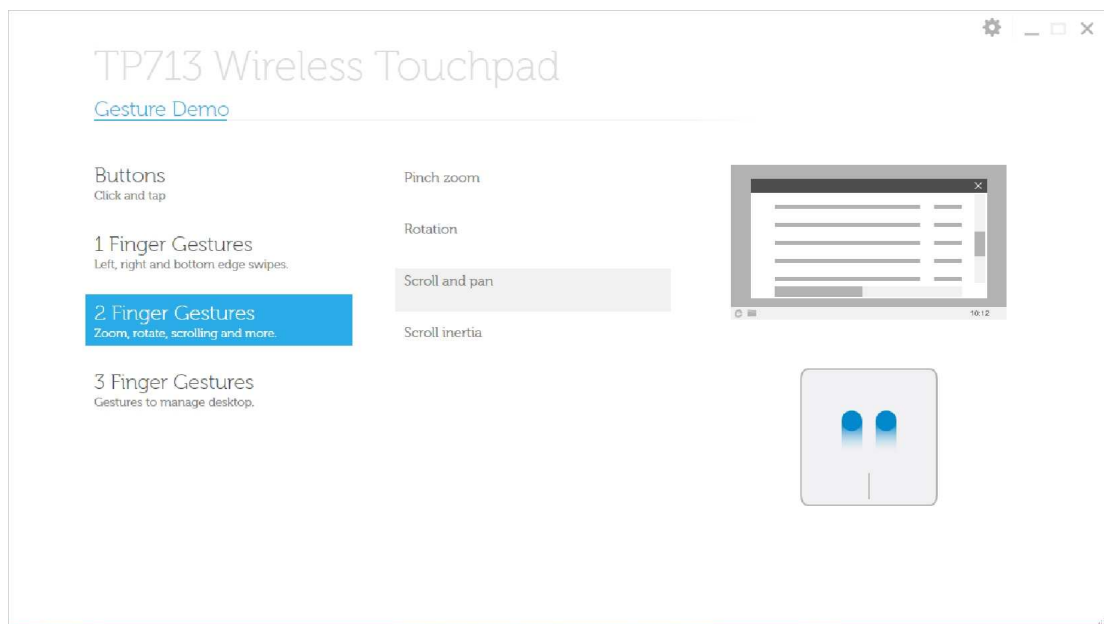 TP713 Wireless Touchpad
Gesture Demo
Buttons
Click and tap
1 Finger Gestures
Left, right and bottom edge swipes.
2 Finger Gestures
Zoom, rotate, scrolling and more.
3 Finger Gestures
Gestures to manage desktop.
Pinch zoom
Rotation
Scroll and pan
Scroll inertia
10:12